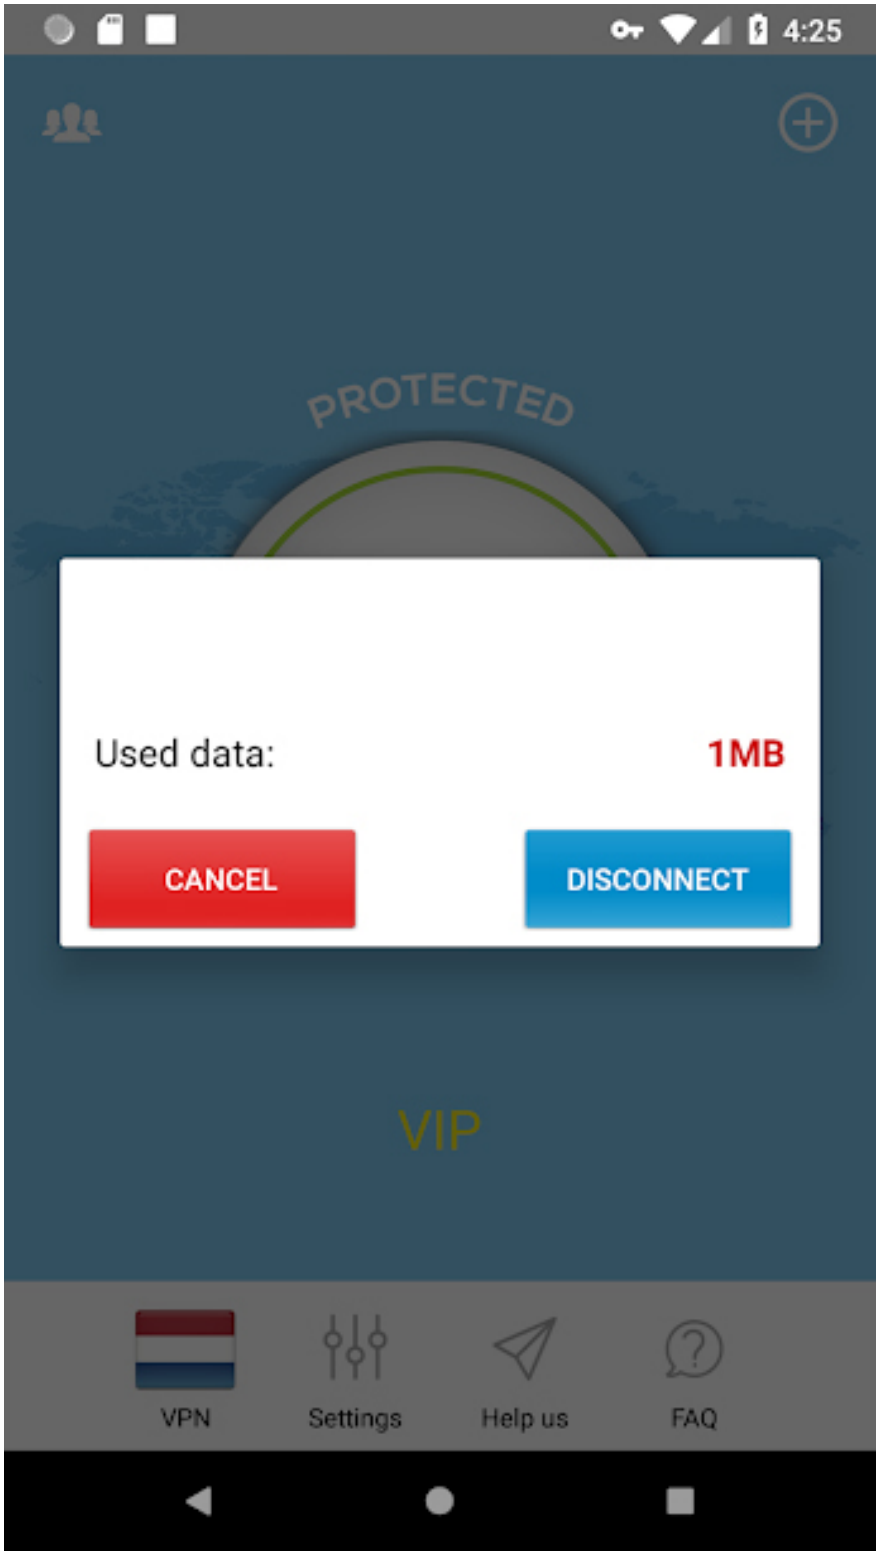 4:25
PROTECTED
Used data: 1MB
CANCEL DISCONNECT
VIP
VPN Settings Help us FAQ